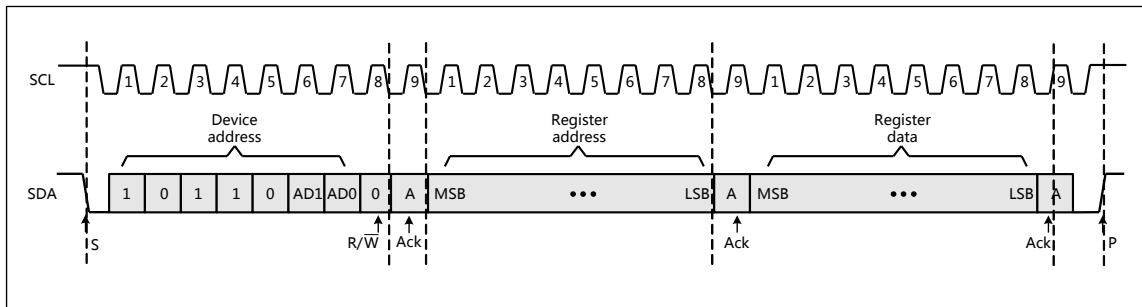 SCL 1 2 3 4 5 6 7 8 9 1 2 3 4 5 6 7 8 9 1 2 3 4 5 6 7 8 9
Device
address
Register
address
Register
data
SDA 1 0 1 1 0 AD1 AD0 0 A MSB ••• LSB A MSB ••• LSB A
S R/W̅ Ack Ack Ack P